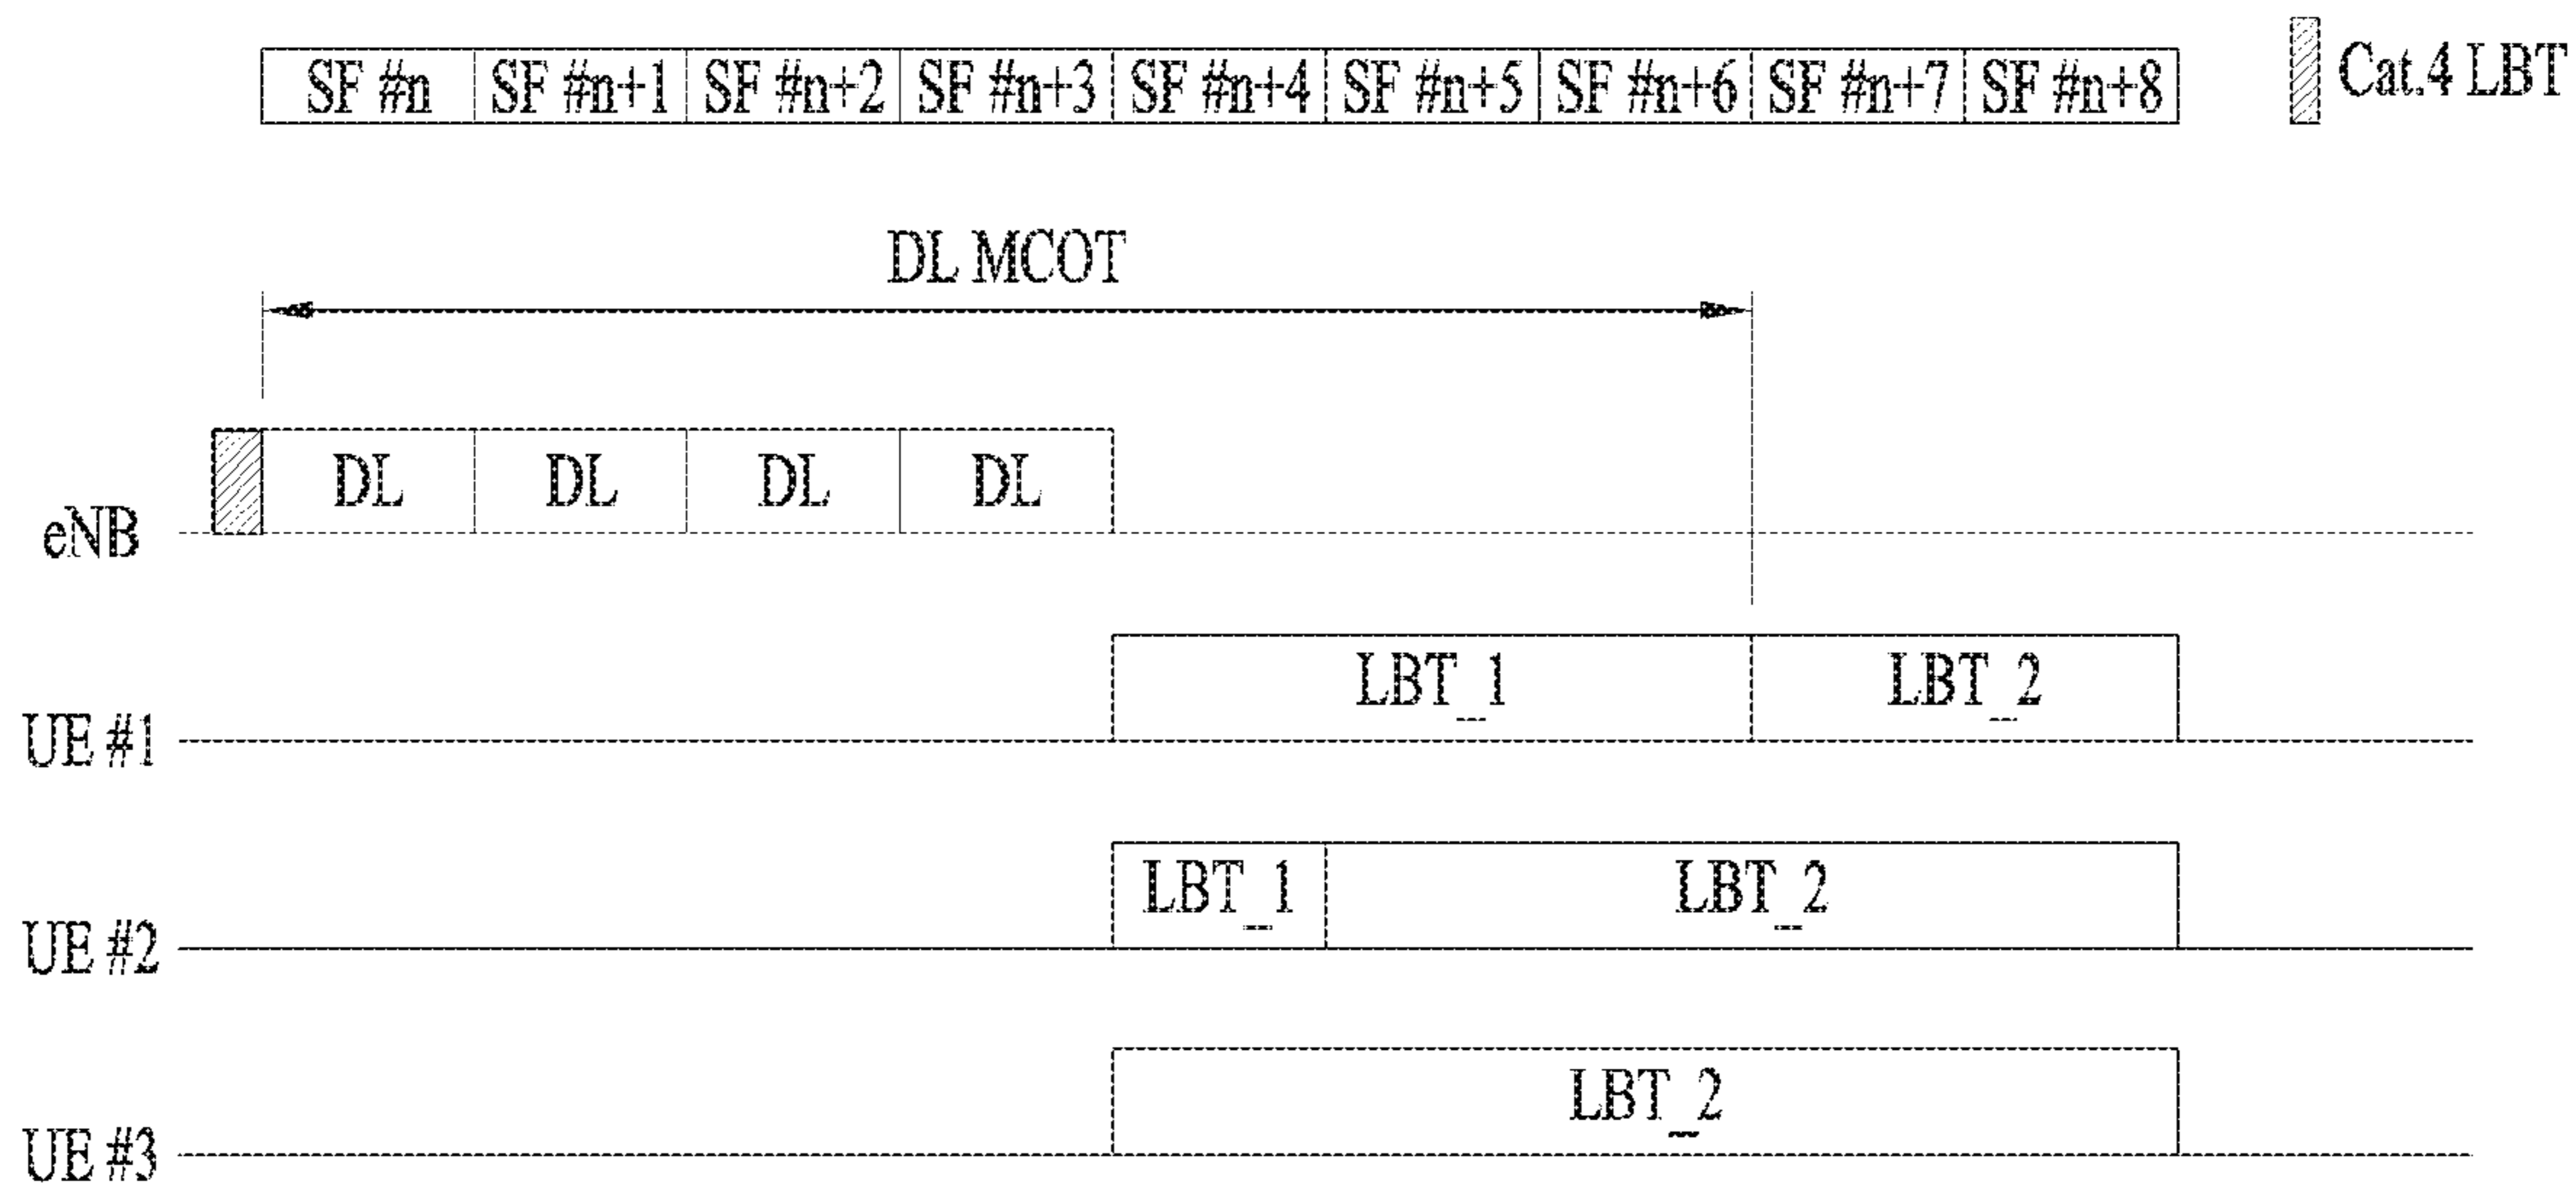 SF #n SF #n+1 SF #n+2 SF #n+3 SF #n+4 SF #n+5 SF #n+6 SF #n+7 SF #n+8
Cat.4 LBT
DL MCOT
DL DL DL DL
eNB
LBT_1 LBT_2
UE #1
LBT_1 LBT_2
UE #2
LBT_2
UE #3